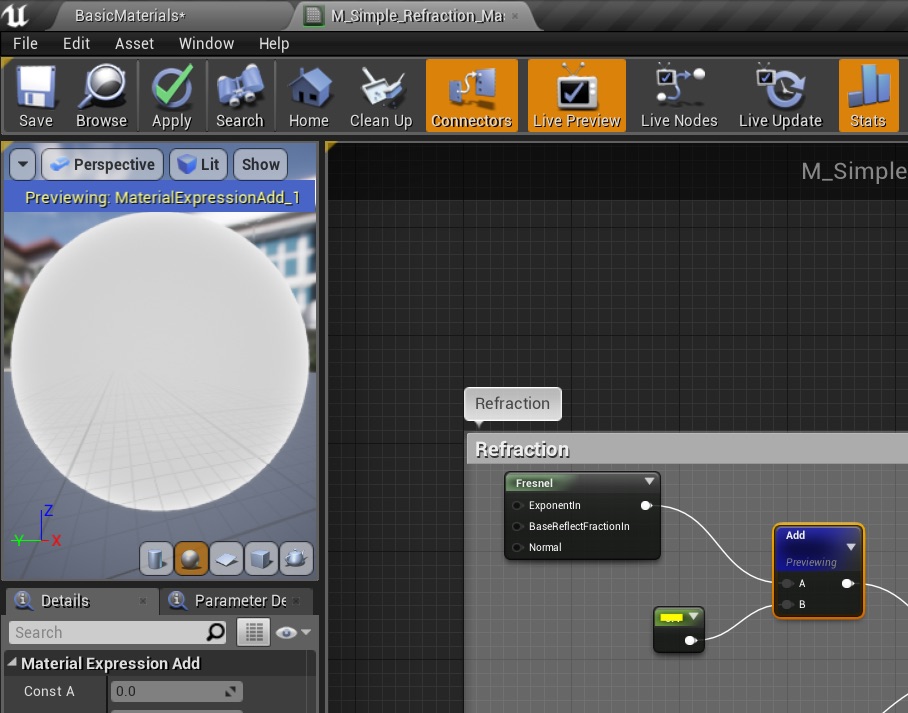 BasicMaterials*
M_Simple_Refraction_Ma
File Edit Asset Window Help
Save Browse Apply Search Home Clean Up Connectors Live Preview Live Nodes Live Update Stats
Perspective Lit Show
M_Simple
Previewing: MaterialExpressionAdd_1
Refraction
Refraction
Fresnel
ExponentIn
BaseReflectFractionIn
Normal
Add
Previewing
A
B
Z
Y X
Details
Parameter De
Search
Material Expression Add
Const A 0.0